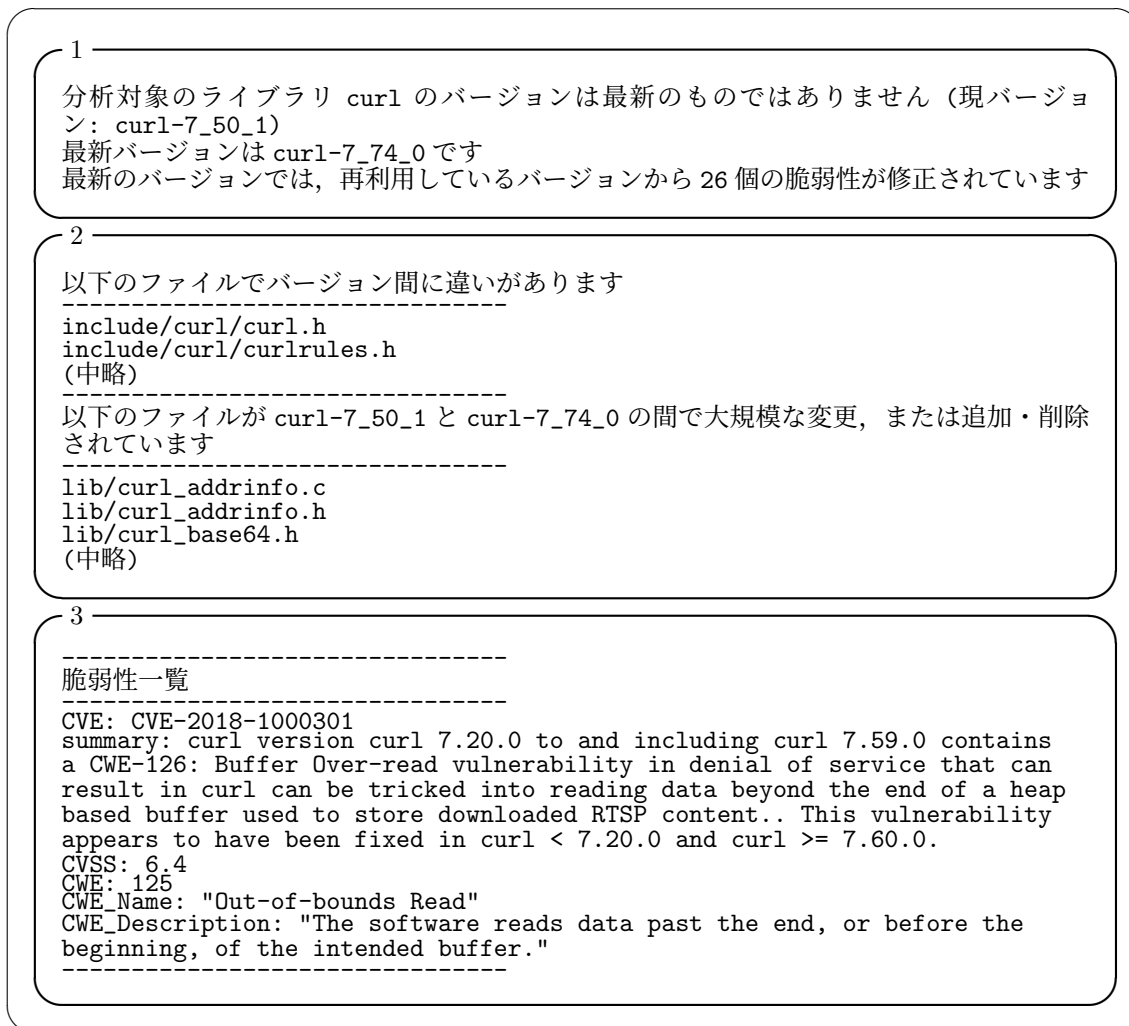 1
分析対象のライブラリ curl のバージョンは最新のものではありません (現バージョ
ン: curl-7_50_1)
最新バージョンは curl-7_74_0 です
最新のバージョンでは，再利用しているバージョンから 26 個の脆弱性が修正されています
2
以下のファイルでバージョン間に違いがあります
--------------------------------
include/curl/curl.h
include/curl/curlrules.h
(中略)
--------------------------------
以下のファイルが curl-7_50_1 と curl-7_74_0 の間で大規模な変更，または追加・削除
されています
--------------------------------
lib/curl_addrinfo.c
lib/curl_addrinfo.h
lib/curl_base64.h
(中略)
3
--------------------------------
脆弱性一覧
--------------------------------
CVE: CVE-2018-1000301
summary: curl version curl 7.20.0 to and including curl 7.59.0 contains
a CWE-126: Buffer Over-read vulnerability in denial of service that can
result in curl can be tricked into reading data beyond the end of a heap
based buffer used to store downloaded RTSP content.. This vulnerability
appears to have been fixed in curl < 7.20.0 and curl >= 7.60.0.
CVSS: 6.4
CWE: 125
CWE_Name: "Out-of-bounds Read"
CWE_Description: "The software reads data past the end, or before the
beginning, of the intended buffer."
--------------------------------